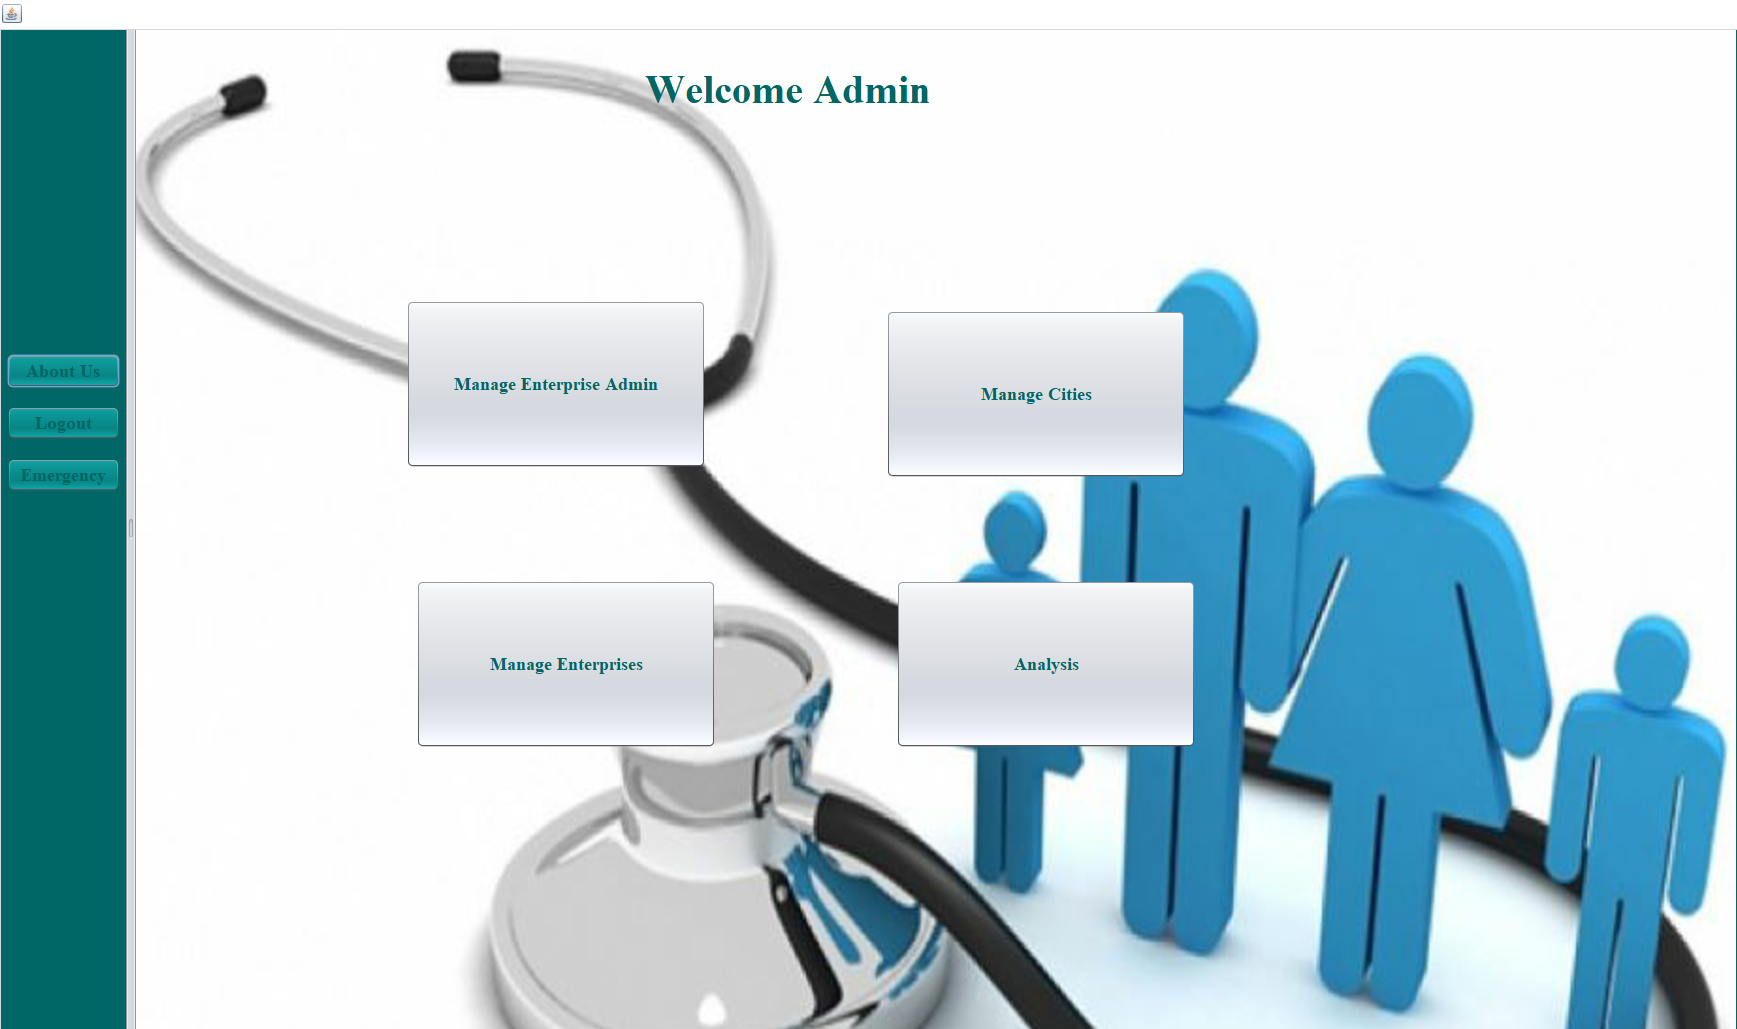 Welcome Admin
About Us
Logout
Emergency
Manage Enterprise Admin
Manage Cities
Manage Enterprises
Analysis